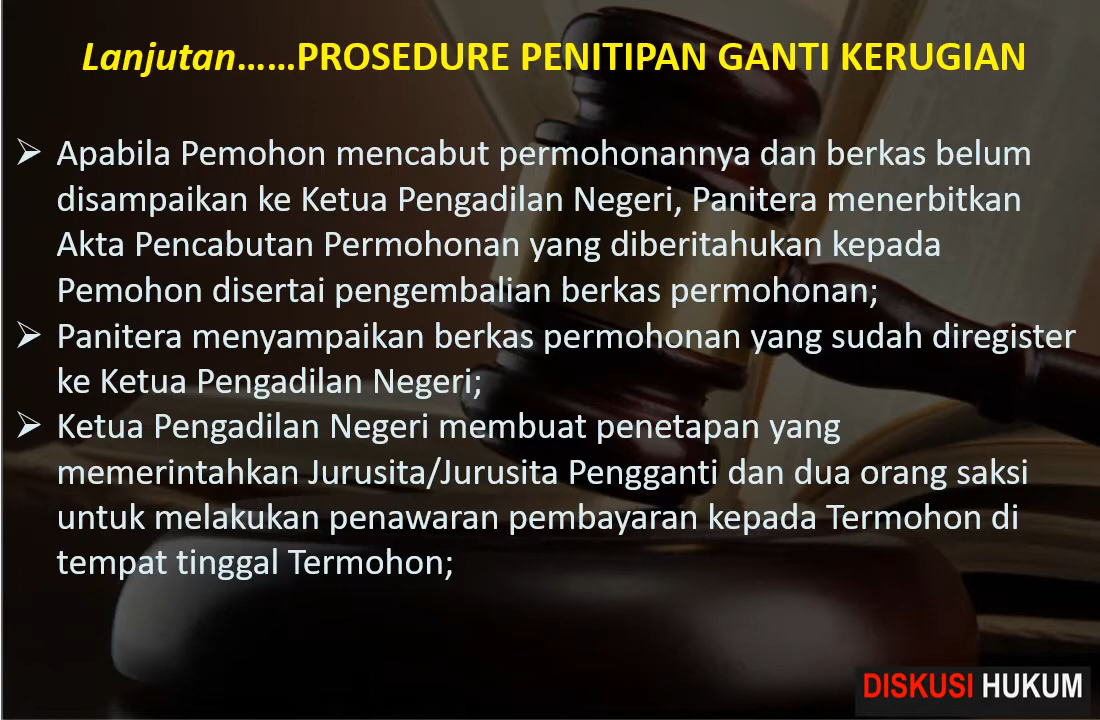 Lanjutan……PROSEDURE PENITIPAN GANTI KERUGIAN
➢ Apabila Pemohon mencabut permohonannya dan berkas belum
disampaikan ke Ketua Pengadilan Negeri, Panitera menerbitkan
Akta Pencabutan Permohonan yang diberitahukan kepada
Pemohon disertai pengembalian berkas permohonan;
➢ Panitera menyampaikan berkas permohonan yang sudah diregister
ke Ketua Pengadilan Negeri;
➢ Ketua Pengadilan Negeri membuat penetapan yang
memerintahkan Jurusita/Jurusita Pengganti dan dua orang saksi
untuk melakukan penawaran pembayaran kepada Termohon di
tempat tinggal Termohon;
DISKUSI HUKUM